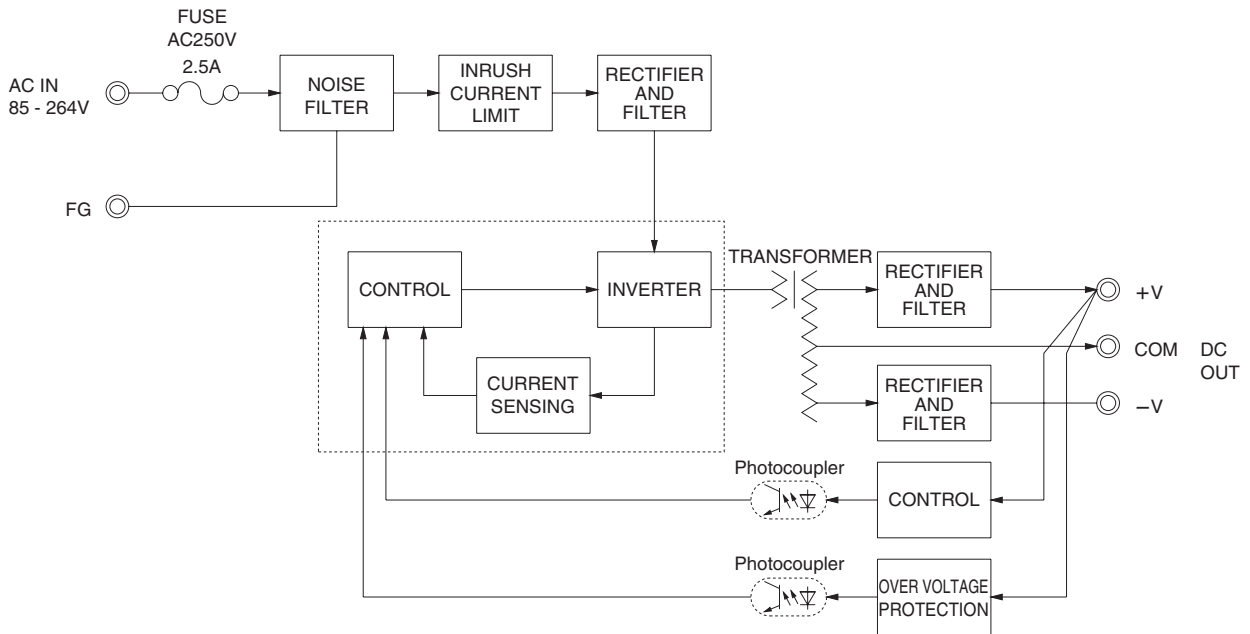 FUSE
AC250V
2.5A
AC IN
85 - 264V
NOISE
FILTER
INRUSH
CURRENT
LIMIT
RECTIFIER
AND
FILTER
FG
CONTROL
INVERTER
CURRENT
SENSING
TRANSFORMER
RECTIFIER
AND
FILTER
+V
COM
DC
OUT
RECTIFIER
AND
FILTER
−V
Photocoupler
CONTROL
Photocoupler
OVER VOLTAGE
PROTECTION